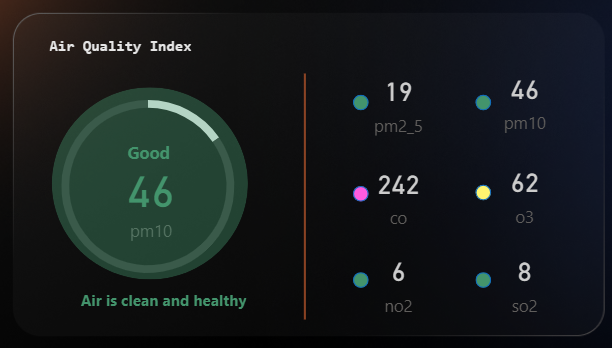 Air Quality Index
Good
46
pm10
Air is clean and healthy
19
pm2_5
46
pm10
242
co
62
o3
6
no2
8
so2